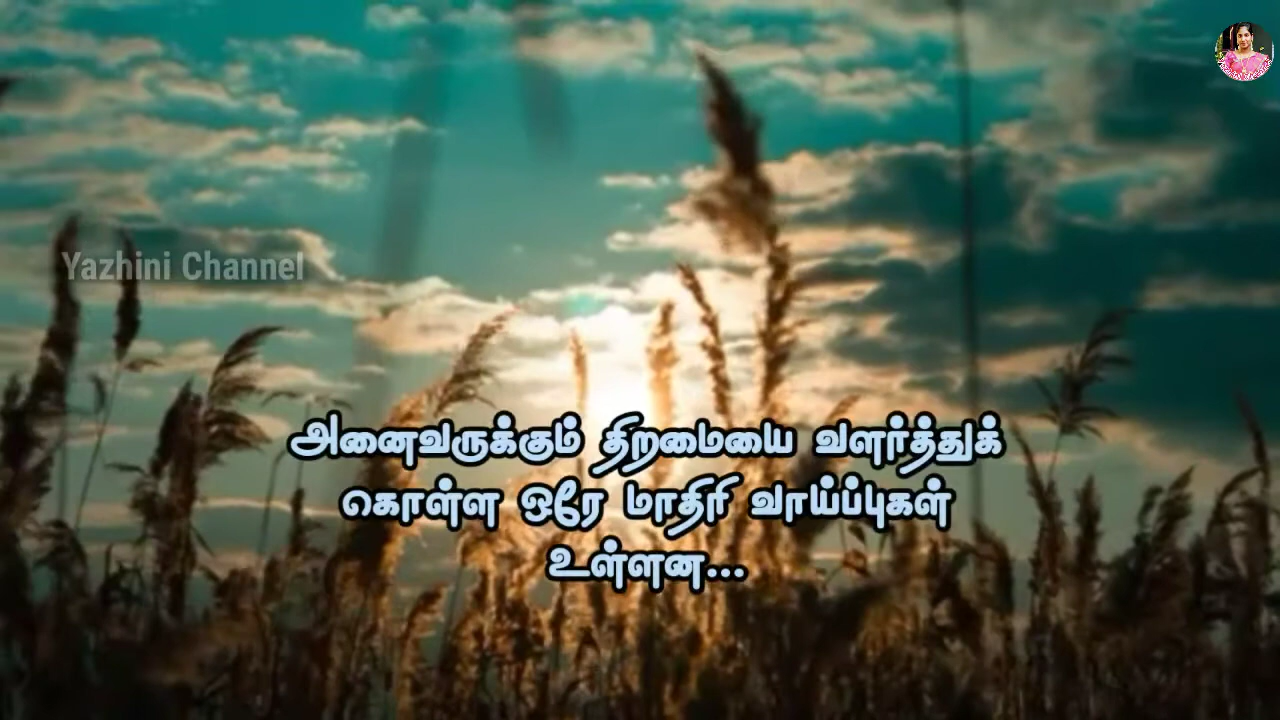 Yazhini Channel
அனைவருக்கும் திறமையை வளர்த்துக்
கொள்ள ஒரே மாதிரி வாய்ப்புகள்
உள்ளன...